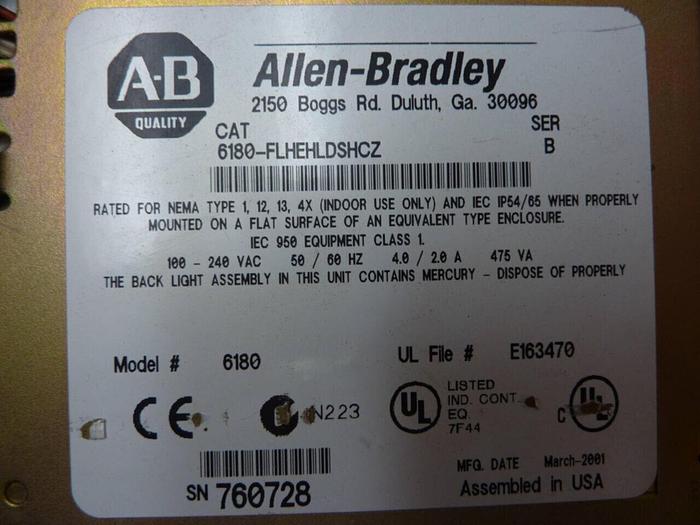 A-B
QUALITY
Allen-Bradley
2150 Boggs Rd. Duluth, Ga. 30096
CAT
SER
6180-FLHEHLDSHCZ
B
RATED FOR NEMA TYPE 1, 12, 13, 4X (INDOOR USE ONLY) AND IEC IP54/65 WHEN PROPERLY
MOUNTED ON A FLAT SURFACE OF AN EQUIVALENT TYPE ENCLOSURE.
IEC 950 EQUIPMENT CLASS 1.
100 - 240 VAC 50 / 60 HZ 4.0 / 2.0 A 475 VA
THE BACK LIGHT ASSEMBLY IN THIS UNIT CONTAINS MERCURY - DISPOSE OF PROPERLY
Model # 6180
UL File # E163470
CE
N223
UL
LISTED
IND. CONT.
EQ.
7F44
C UL
SN 760728
MFG. DATE March-2001
Assembled in USA